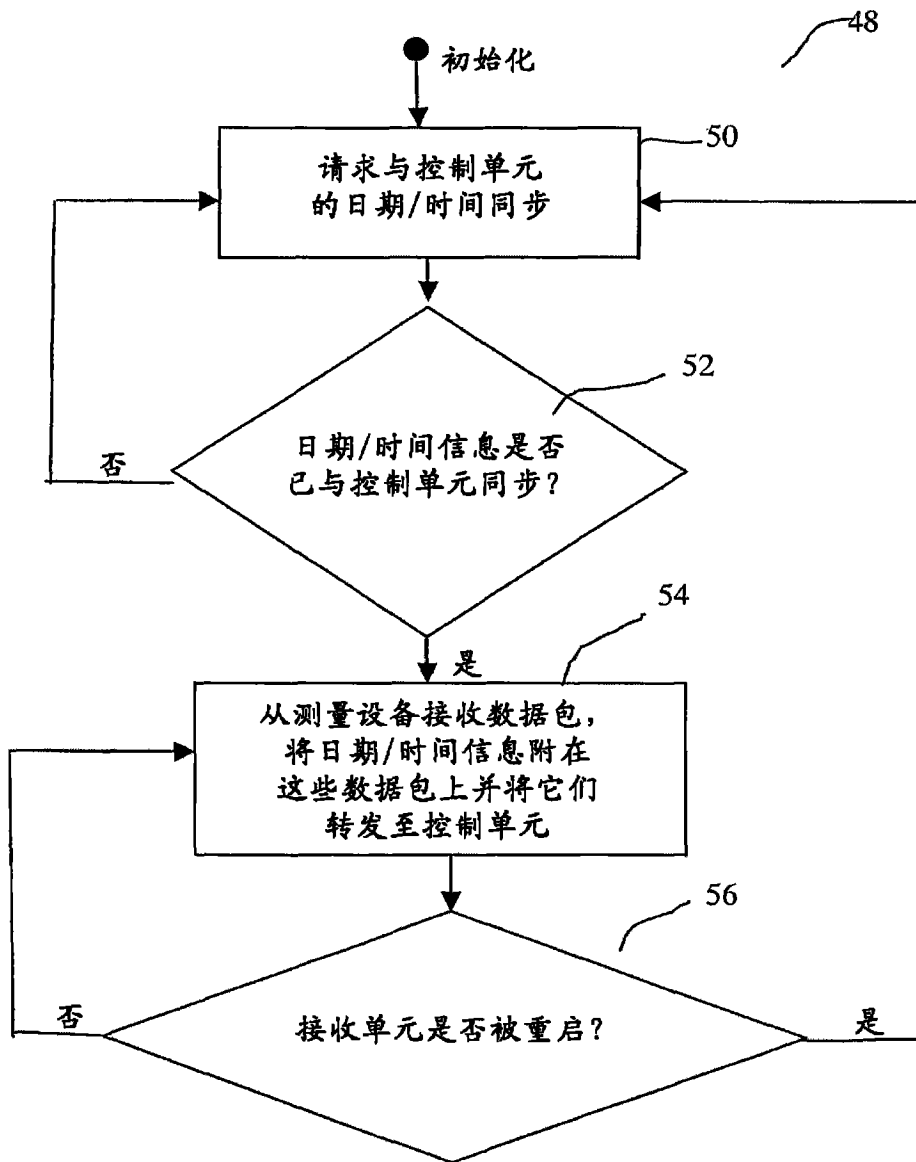 48
初始化
50
请求与控制单元
的日期/时间同步
52
日期/时间信息是否
已与控制单元同步？
否
54
是
从测量设备接收数据包，
将日期/时间信息附在
这些数据包上并将它们
转发至控制单元
56
否
接收单元是否被重启？
是